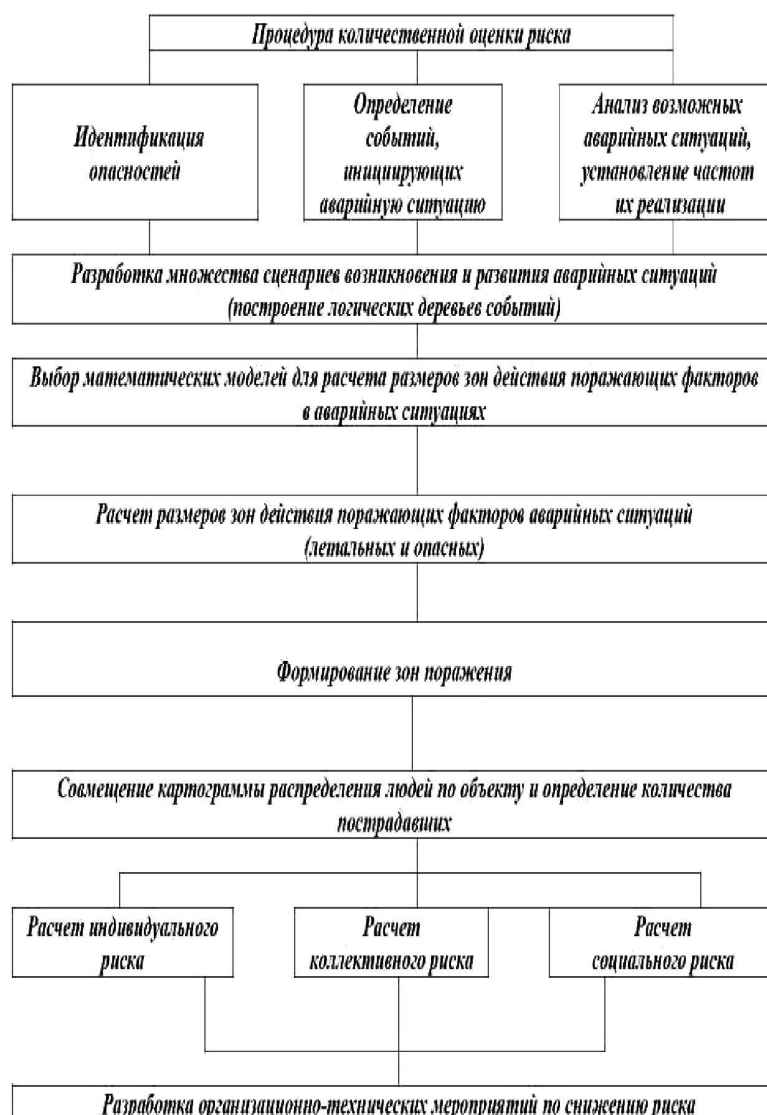 Процедура количественной оценки риска
Идентификация
опасностей
Определение
событий,
инициирующих
аварийную ситуацию
Анализ возможных
аварийных ситуаций,
установление частот
их реализации
Разработка множества сценариев возникновения и развития аварийных ситуаций
(построение логических деревьев событий)
Выбор математических моделей для расчета размеров зон действия поражающих факторов
в аварийных ситуациях
Расчет размеров зон действия поражающих факторов аварийных ситуаций
(летальных и опасных)
Формирование зон поражения
Совмещение картограммы распределения людей по объекту и определение количества
пострадавших
Расчет индивидуального
риска
Расчет
коллективного риска
Расчет
социального риска
Разработка организационно-технических мероприятий по снижению риска